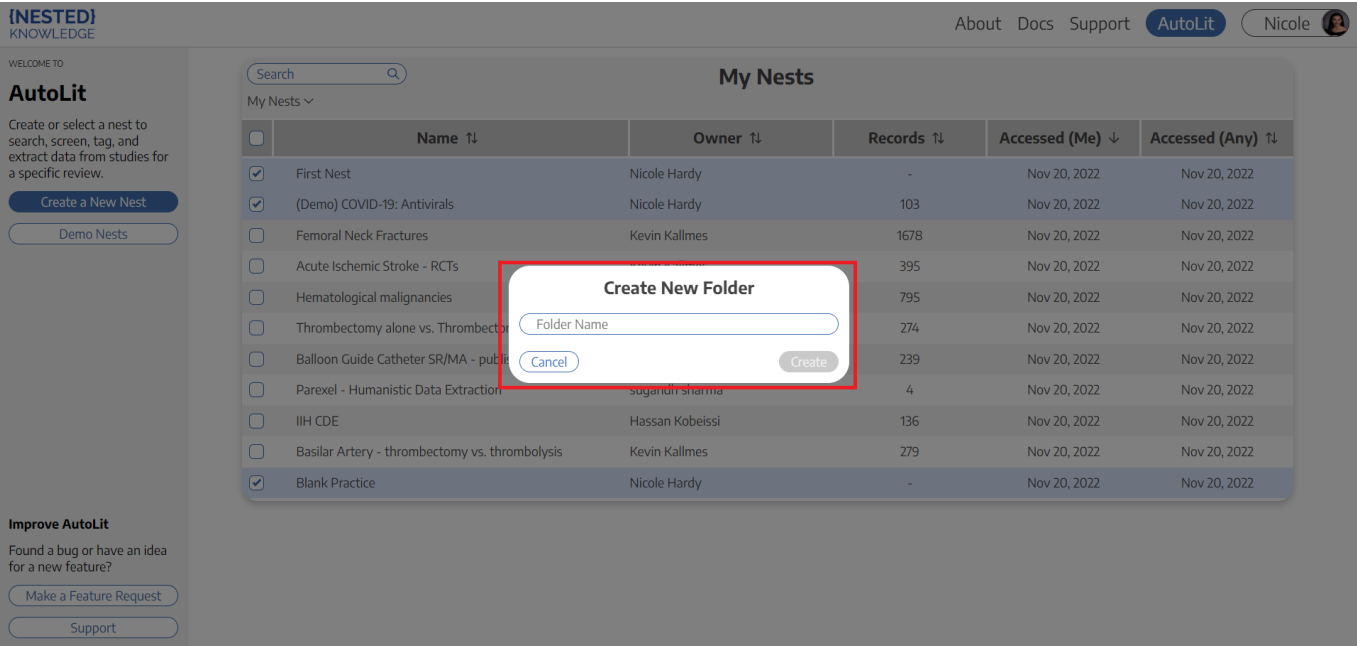 {NESTED}
KNOWLEDGE
About Docs Support AutoLit Nicole
WELCOME TO
AutoLit
Create or select a nest to
search, screen, tag, and
extract data from studies for
a specific review.
Create a New Nest
Demo Nests
Improve AutoLit
Found a bug or have an idea
for a new feature?
Make a Feature Request
Support
Search
My Nests
My Nests
Name Owner Records Accessed (Me) Accessed (Any)
First Nest Nicole Hardy - Nov 20, 2022 Nov 20, 2022
(Demo) COVID-19: Antivirals Nicole Hardy 103 Nov 20, 2022 Nov 20, 2022
Femoral Neck Fractures Kevin Kallmes 1678 Nov 20, 2022 Nov 20, 2022
Acute Ischemic Stroke - RCTs 395 Nov 20, 2022 Nov 20, 2022
Hematological malignancies 795 Nov 20, 2022 Nov 20, 2022
Thrombectomy alone vs. 274 Nov 20, 2022 Nov 20, 2022
Balloon Guide Catheter SR/MA - 239 Nov 20, 2022 Nov 20, 2022
Parexel - Humanistic Data Extraction sugandh sharma 4 Nov 20, 2022 Nov 20, 2022
IIH CDE Hassan Kobeissi 136 Nov 20, 2022 Nov 20, 2022
Basilar Artery - thrombectomy vs. thrombolysis Kevin Kallmes 279 Nov 20, 2022 Nov 20, 2022
Blank Practice Nicole Hardy - Nov 20, 2022 Nov 20, 2022
Create New Folder
Folder Name
Cancel Create